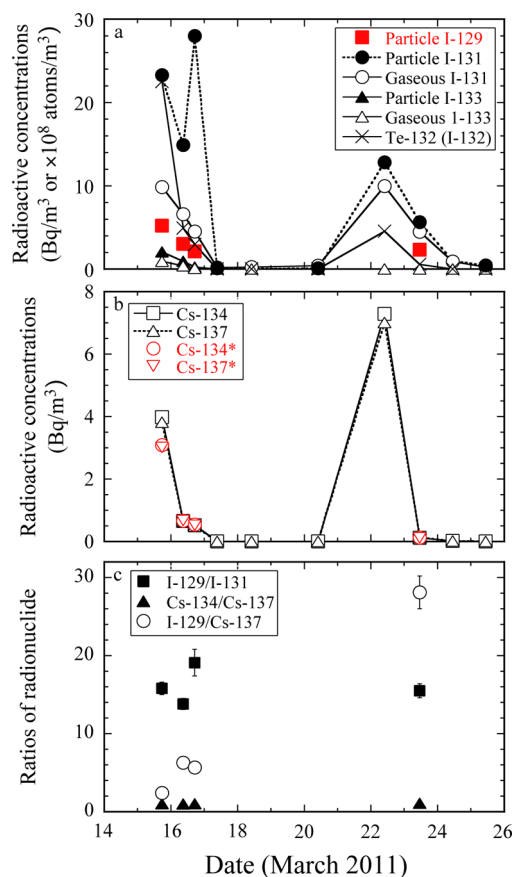 a
Particle I-129
Particle I-131
Gaseous I-131
Particle I-133
Gaseous 1-133
Te-132 (I-132)
Radioactive concentrations
(Bq/m³ or ×10⁸ atoms/m³)
30
20
10
0
b
Cs-134
Cs-137
Cs-134*
Cs-137*
Radioactive concentrations
(Bq/m³)
8
6
4
2
0
c
I-129/I-131
Cs-134/Cs-137
I-129/Cs-137
Ratios of radionuclide
30
20
10
0
14 16 18 20 22 24 26
Date (March 2011)